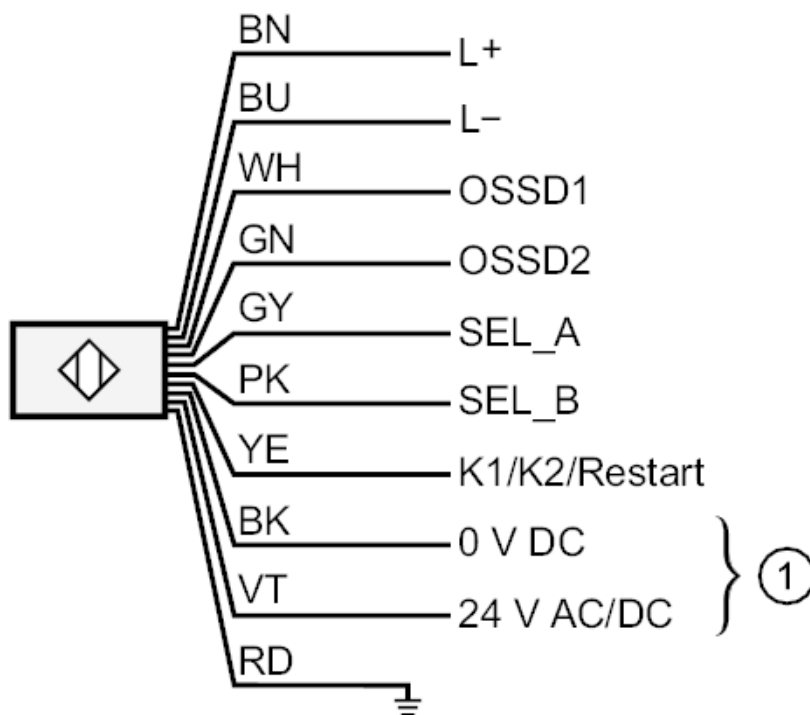 BN L+
BU L−
WH OSSD1
GN OSSD2
GY SEL_A
PK SEL_B
YE K1/K2/Restart
BK 0 V DC
VT 24 V AC/DC
1
RD